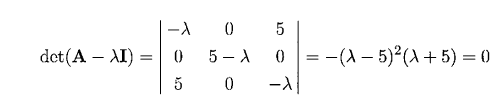 det(A − λI) = | −λ 0 5 ; 0 5 − λ 0 ; 5 0 −λ | = −(λ − 5)²(λ + 5) = 0